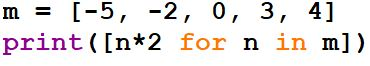 m = [-5, -2, 0, 3, 4]
print([n*2 for n in m])